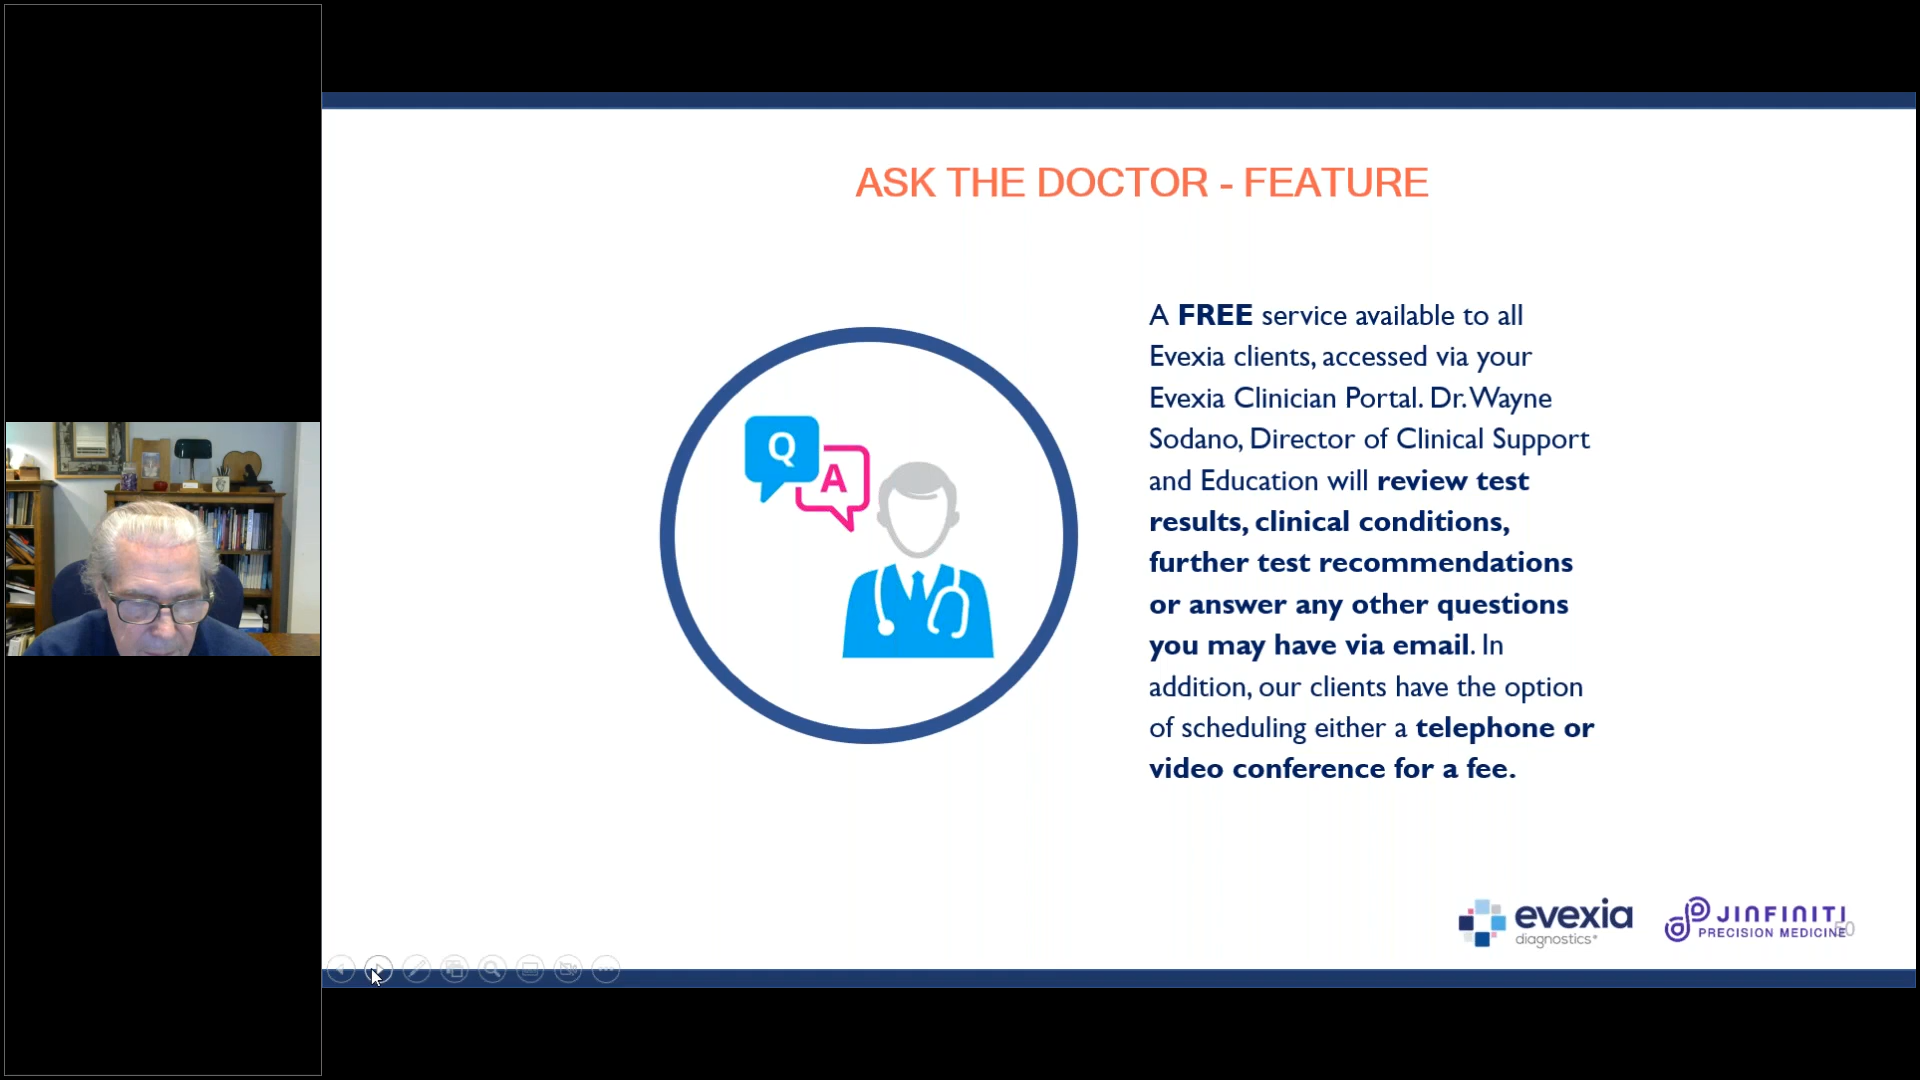 ASK THE DOCTOR - FEATURE
Q
A
A FREE service available to all
Evexia clients, accessed via your
Evexia Clinician Portal. Dr. Wayne
Sodano, Director of Clinical Support
and Education will review test
results, clinical conditions,
further test recommendations
or answer any other questions
you may have via email. In
addition, our clients have the option
of scheduling either a telephone or
video conference for a fee.
evexia
diagnostics®
JINFINITI
PRECISION MEDICINE
50